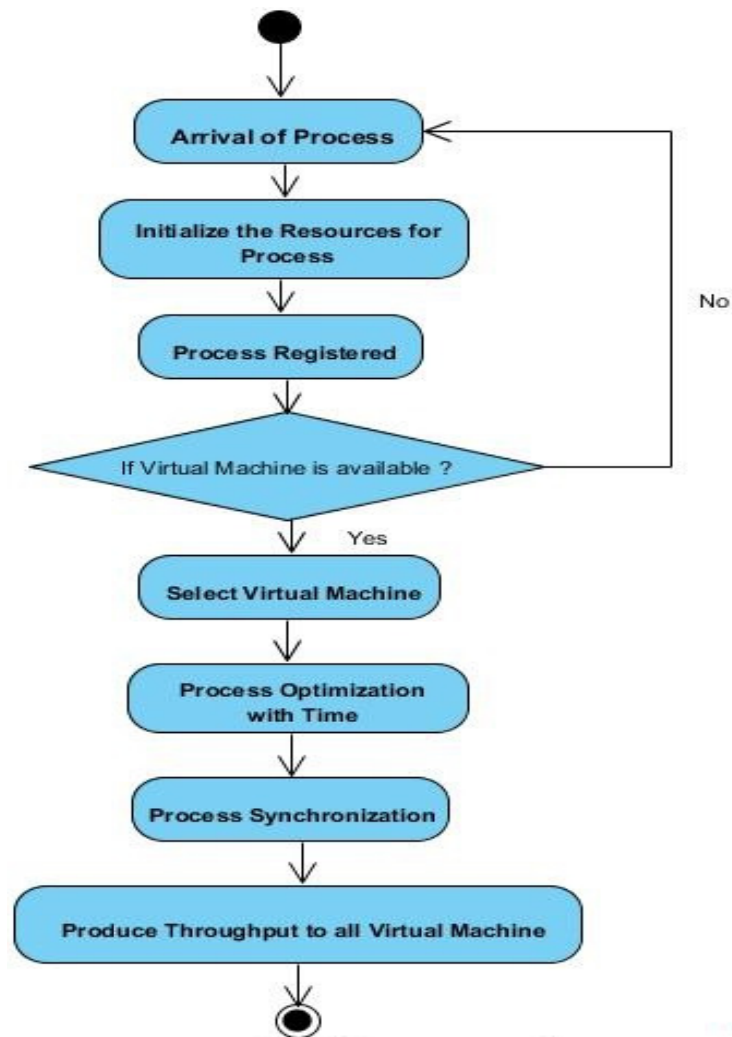 Arrival of Process
Initialize the Resources for
Process
No
Process Registered
If Virtual Machine is available ?
Yes
Select Virtual Machine
Process Optimization
with Time
Process Synchronization
Produce Throughput to all Virtual Machine